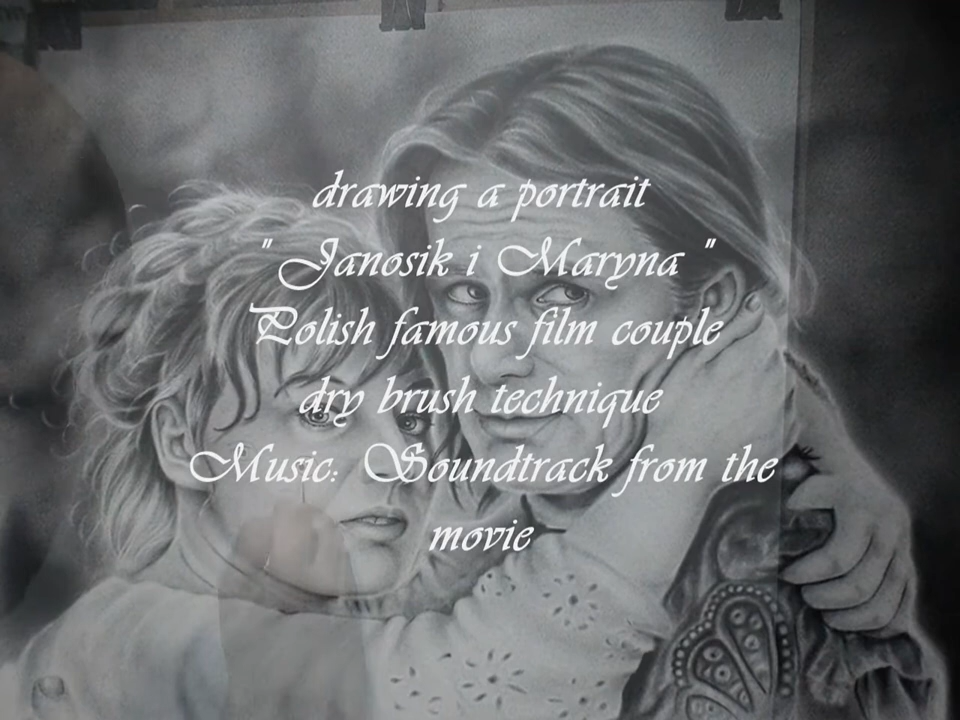 drawing a portrait
" Janosik i Maryna "
Polish famous film couple
dry brush technique
Music: Soundtrack from the
movie